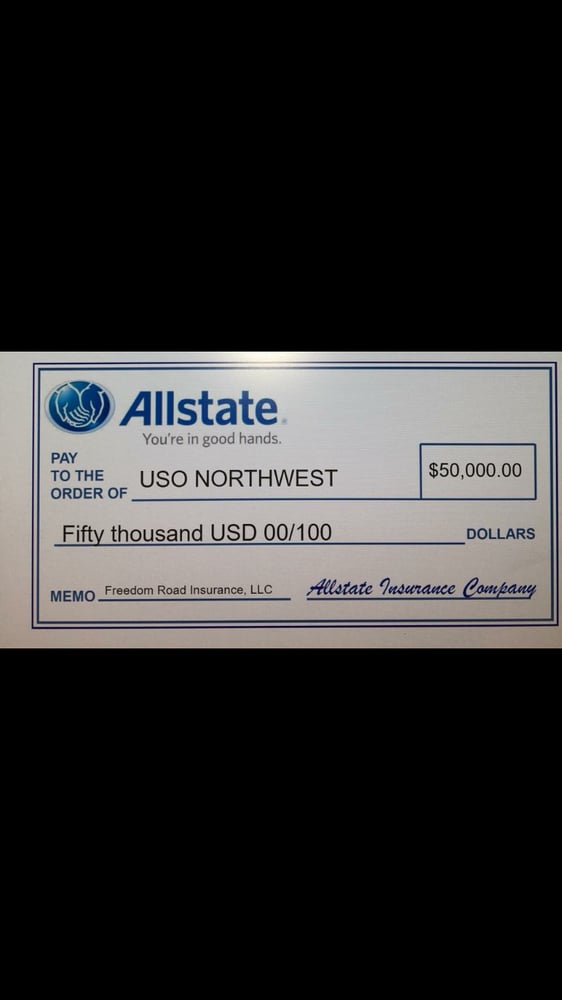 Allstate
You're in good hands.
PAY
TO THE
ORDER OF USO NORTHWEST
$50,000.00
Fifty thousand USD 00/100 DOLLARS
MEMO Freedom Road Insurance, LLC
Allstate Insurance Company